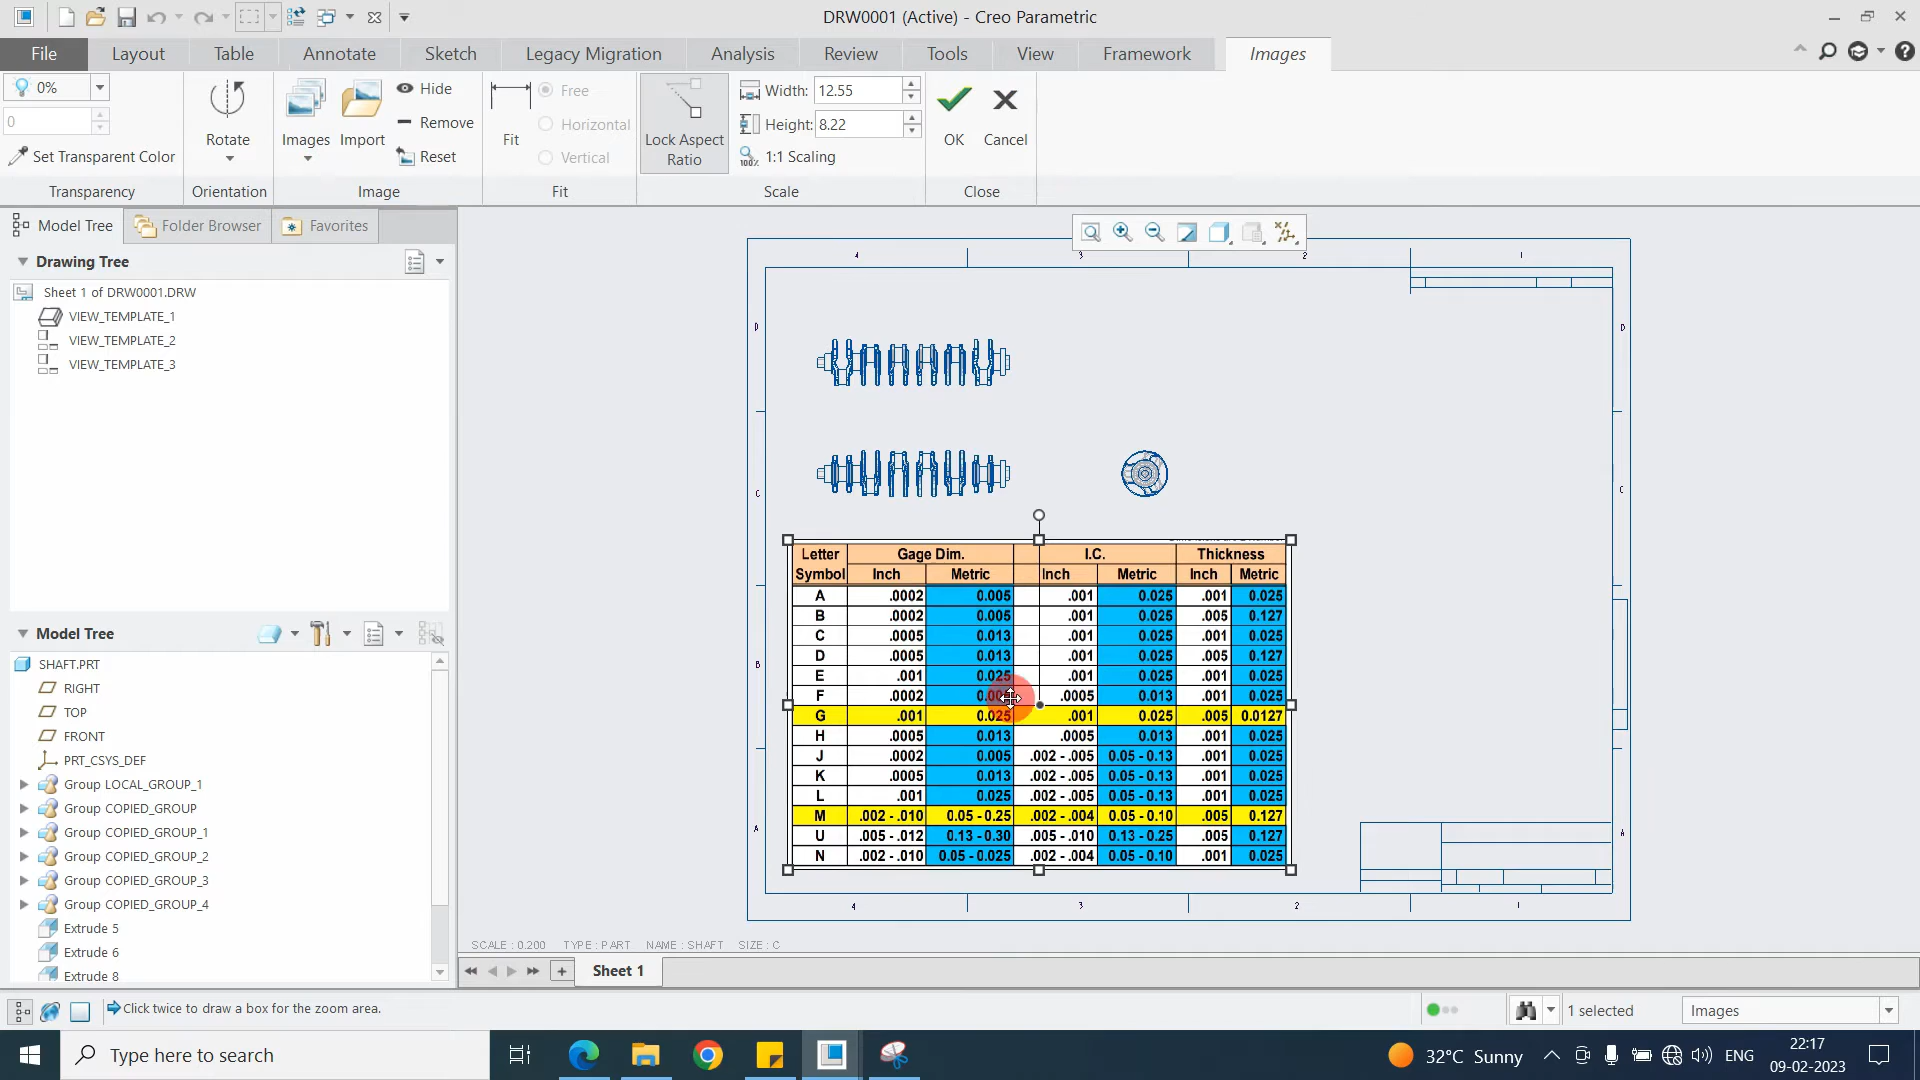 DRW0001 (Active) - Creo Parametric
File Layout Table Annotate Sketch Legacy Migration Analysis Review Tools View Framework Images
0%
0
Set Transparent Color
Transparency
Rotate
Orientation
Images
Import
Hide
Remove
Reset
Image
Fit
Free
Horizontal
Vertical
Fit
Lock Aspect
Ratio
Width: 12.55
Height: 8.22
100%
1:1 Scaling
Scale
OK
Cancel
Close
Model Tree Folder Browser Favorites
Drawing Tree
Sheet 1 of DRW0001.DRW
VIEW_TEMPLATE_1
VIEW_TEMPLATE_2
VIEW_TEMPLATE_3
Model Tree
SHAFT.PRT
RIGHT
TOP
FRONT
PRT_CSYS_DEF
Group LOCAL_GROUP_1
Group COPIED_GROUP
Group COPIED_GROUP_1
Group COPIED_GROUP_2
Group COPIED_GROUP_3
Group COPIED_GROUP_4
Extrude 5
Extrude 6
Extrude 8
4 3 2 1
D D
C C
B
A A
4 3 2 1
Letter Gage Dim. I.C. Thickness
Symbol Inch Metric Inch Metric Inch Metric
A .0002 0.005 .001 0.025 .001 0.025
B .0002 0.005 .001 0.025 .005 0.127
C .0005 0.013 .001 0.025 .001 0.025
D .0005 0.013 .001 0.025 .005 0.127
E .001 0.025 .001 0.025 .001 0.025
F .0002 .0005 0.013 .001 0.025
G .001 0.025 .001 0.025 .005 0.0127
H .0005 0.013 .0005 0.013 .001 0.025
J .0002 0.005 .002 - .005 0.05 - 0.13 .001 0.025
K .0005 0.013 .002 - .005 0.05 - 0.13 .001 0.025
L .001 0.025 .002 - .005 0.05 - 0.13 .001 0.025
M .002 - .010 0.05 - 0.25 .002 - .004 0.05 - 0.10 .005 0.127
U .005 - .012 0.13 - 0.30 .005 - .010 0.13 - 0.25 .005 0.127
N .002 - .010 0.05 - 0.025 .002 - .004 0.05 - 0.10 .001 0.025
SCALE : 0.200 TYPE : PART NAME : SHAFT SIZE : C
Sheet 1
Click twice to draw a box for the zoom area.
1 selected
Images
Type here to search
32°C Sunny
ENG
22:17
09-02-2023